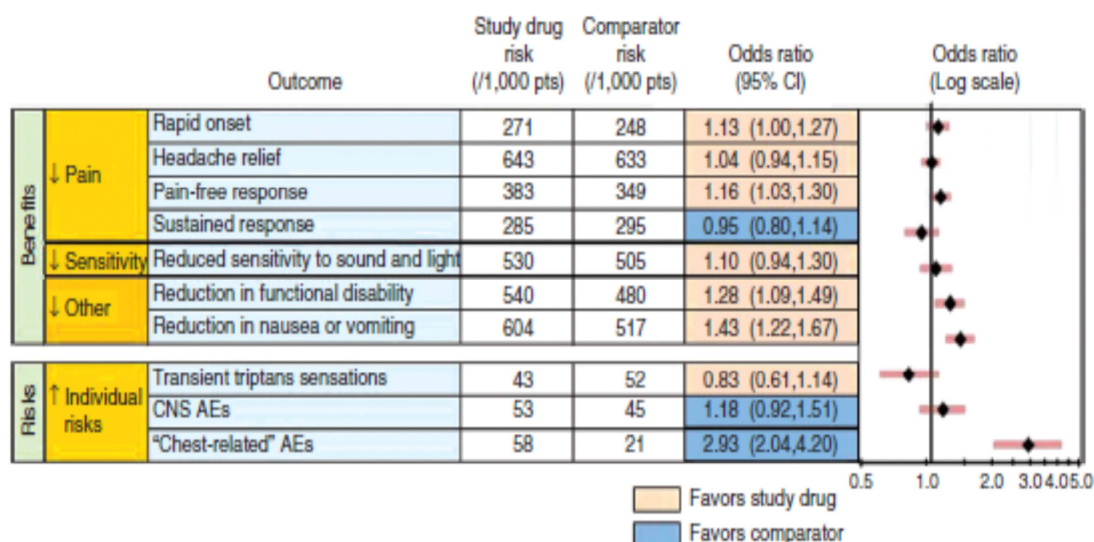 Study drug risk (/1,000 pts)
Comparator risk (/1,000 pts)
Outcome
Odds ratio (95% CI)
Odds ratio (Log scale)
Benefits
↓ Pain
Rapid onset 271 248 1.13 (1.00,1.27)
Headache relief 643 633 1.04 (0.94,1.15)
Pain-free response 383 349 1.16 (1.03,1.30)
Sustained response 285 295 0.95 (0.80,1.14)
↓ Sensitivity
Reduced sensitivity to sound and light 530 505 1.10 (0.94,1.30)
↓ Other
Reduction in functional disability 540 480 1.28 (1.09,1.49)
Reduction in nausea or vomiting 604 517 1.43 (1.22,1.67)
Risks
↑ Individual risks
Transient triptans sensations 43 52 0.83 (0.61,1.14)
CNS AEs 53 45 1.18 (0.92,1.51)
“Chest-related” AEs 58 21 2.93 (2.04,4.20)
0.5 1.0 2.0 3.0 4.0 5.0
Favors study drug
Favors comparator